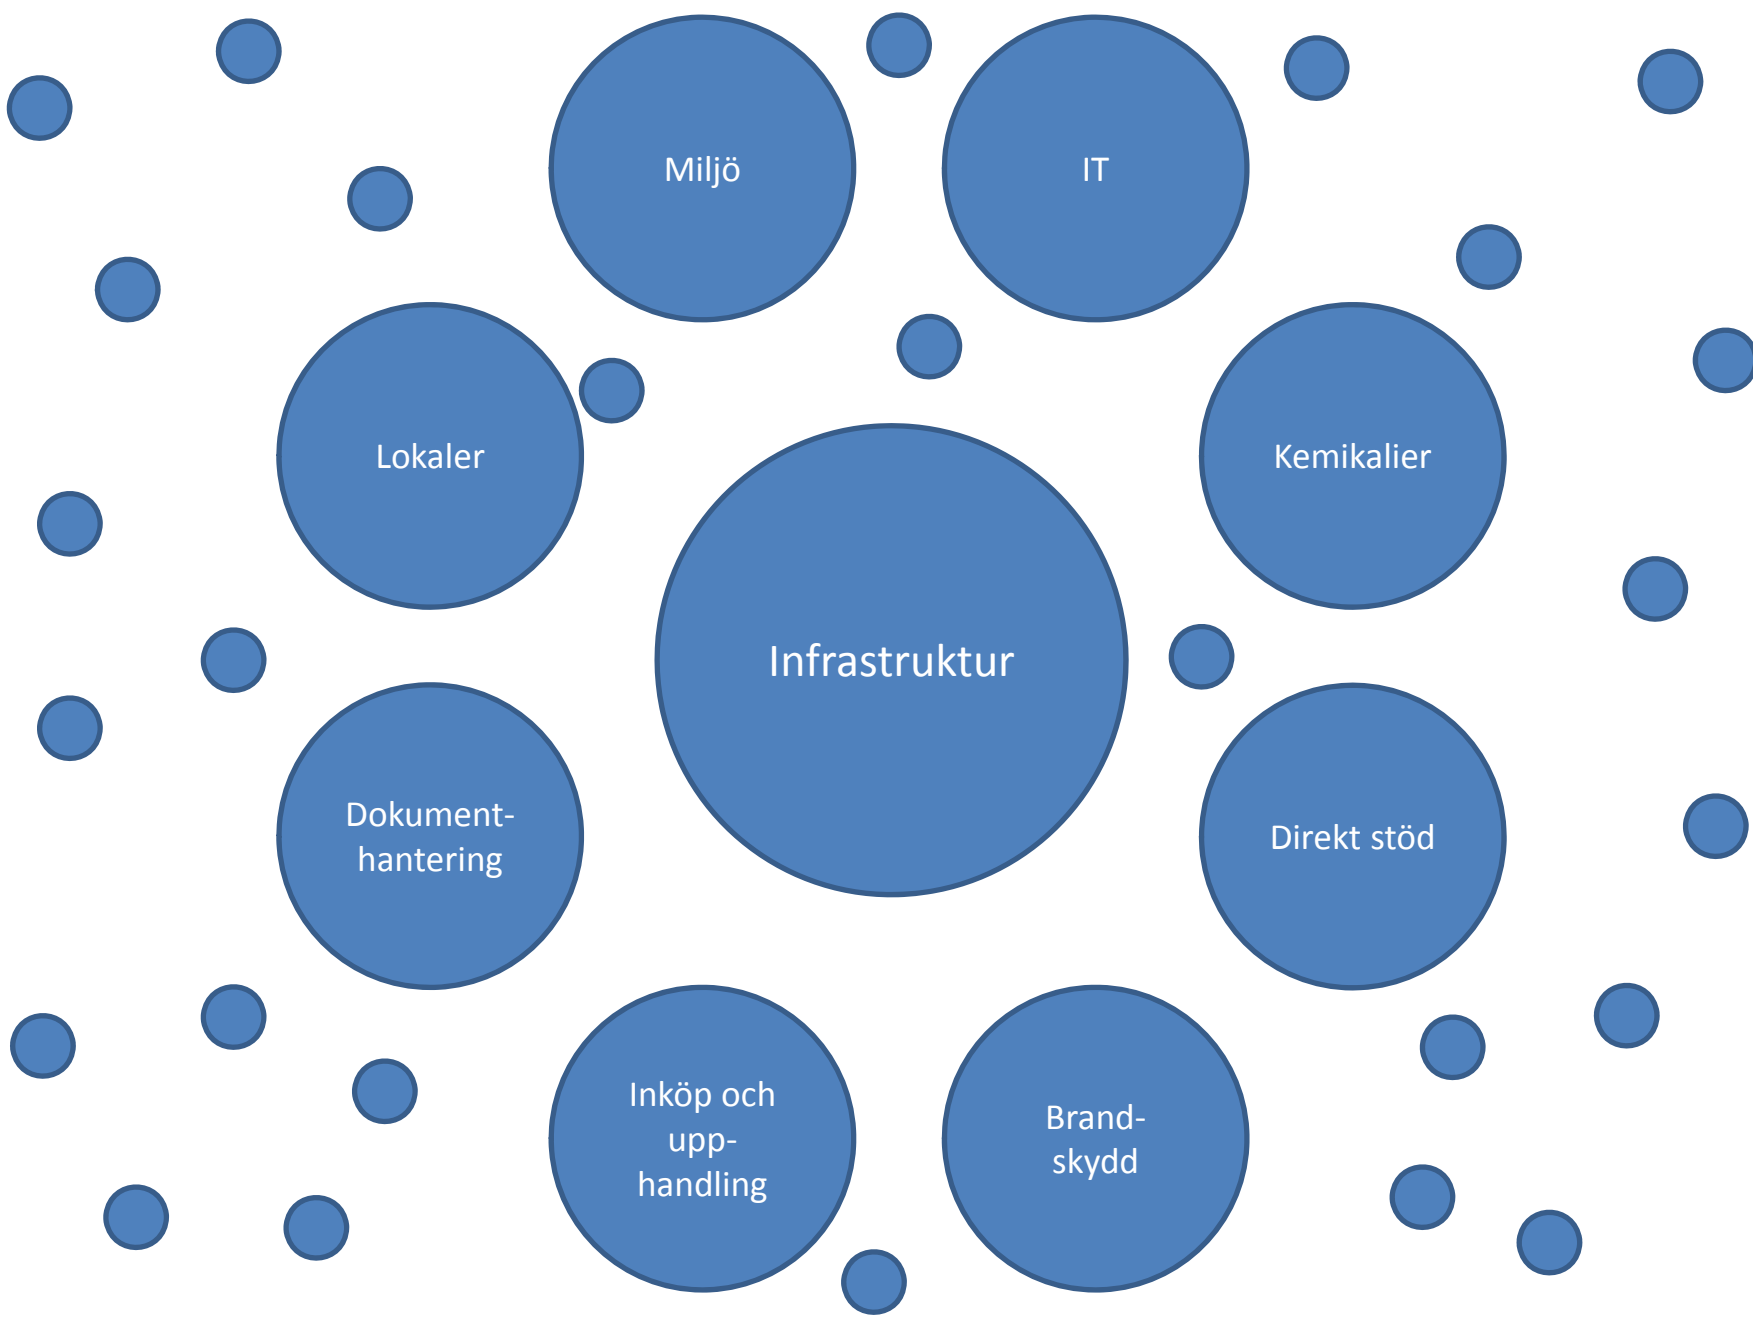 Miljö
IT
Lokaler
Kemikalier
Infrastruktur
Dokument-
hantering
Direkt stöd
Inköp och
upp-
handling
Brand-
skydd